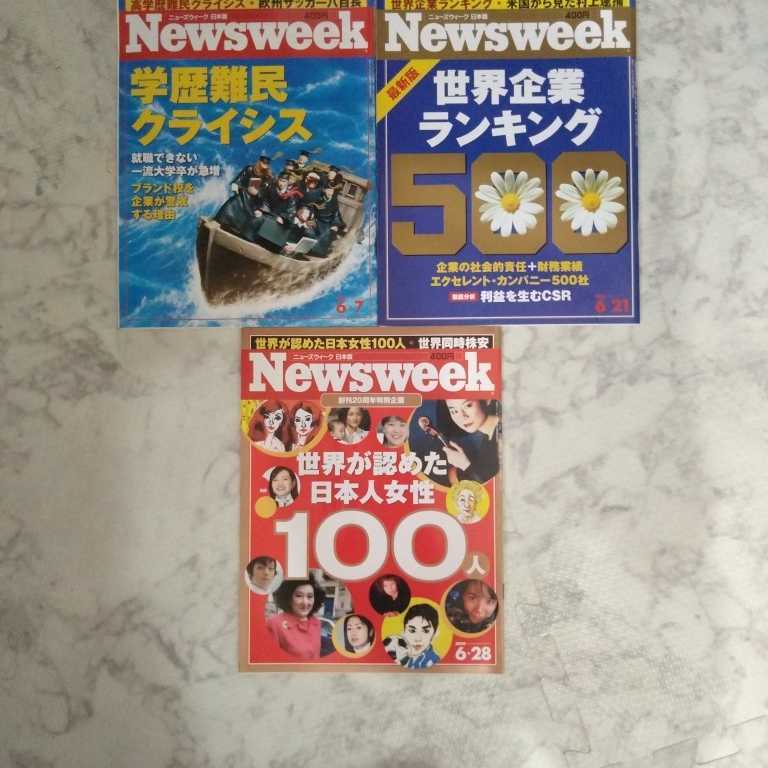 高学歴難民クライシス・欧州サッカー八百長
ニューズウィーク 日本版
400円
Newsweek
学歴難民
クライシス
就職できない
一流大学卒が急増
ブランド校を
企業が警戒
する理由
6・7
世界企業ランキング・米国から見た村上逮捕
ニューズウィーク 日本版
400円
Newsweek
最新版
世界企業
ランキング
500
企業の社会的責任＋財務業績
エクセレント・カンパニー500社
徹底分析 利益を生むCSR
6・21
世界が認めた日本女性100人・世界同時株安
ニューズウィーク 日本版
400円
Newsweek
創刊20周年特別企画
世界が認めた
日本人女性
100人
6・28